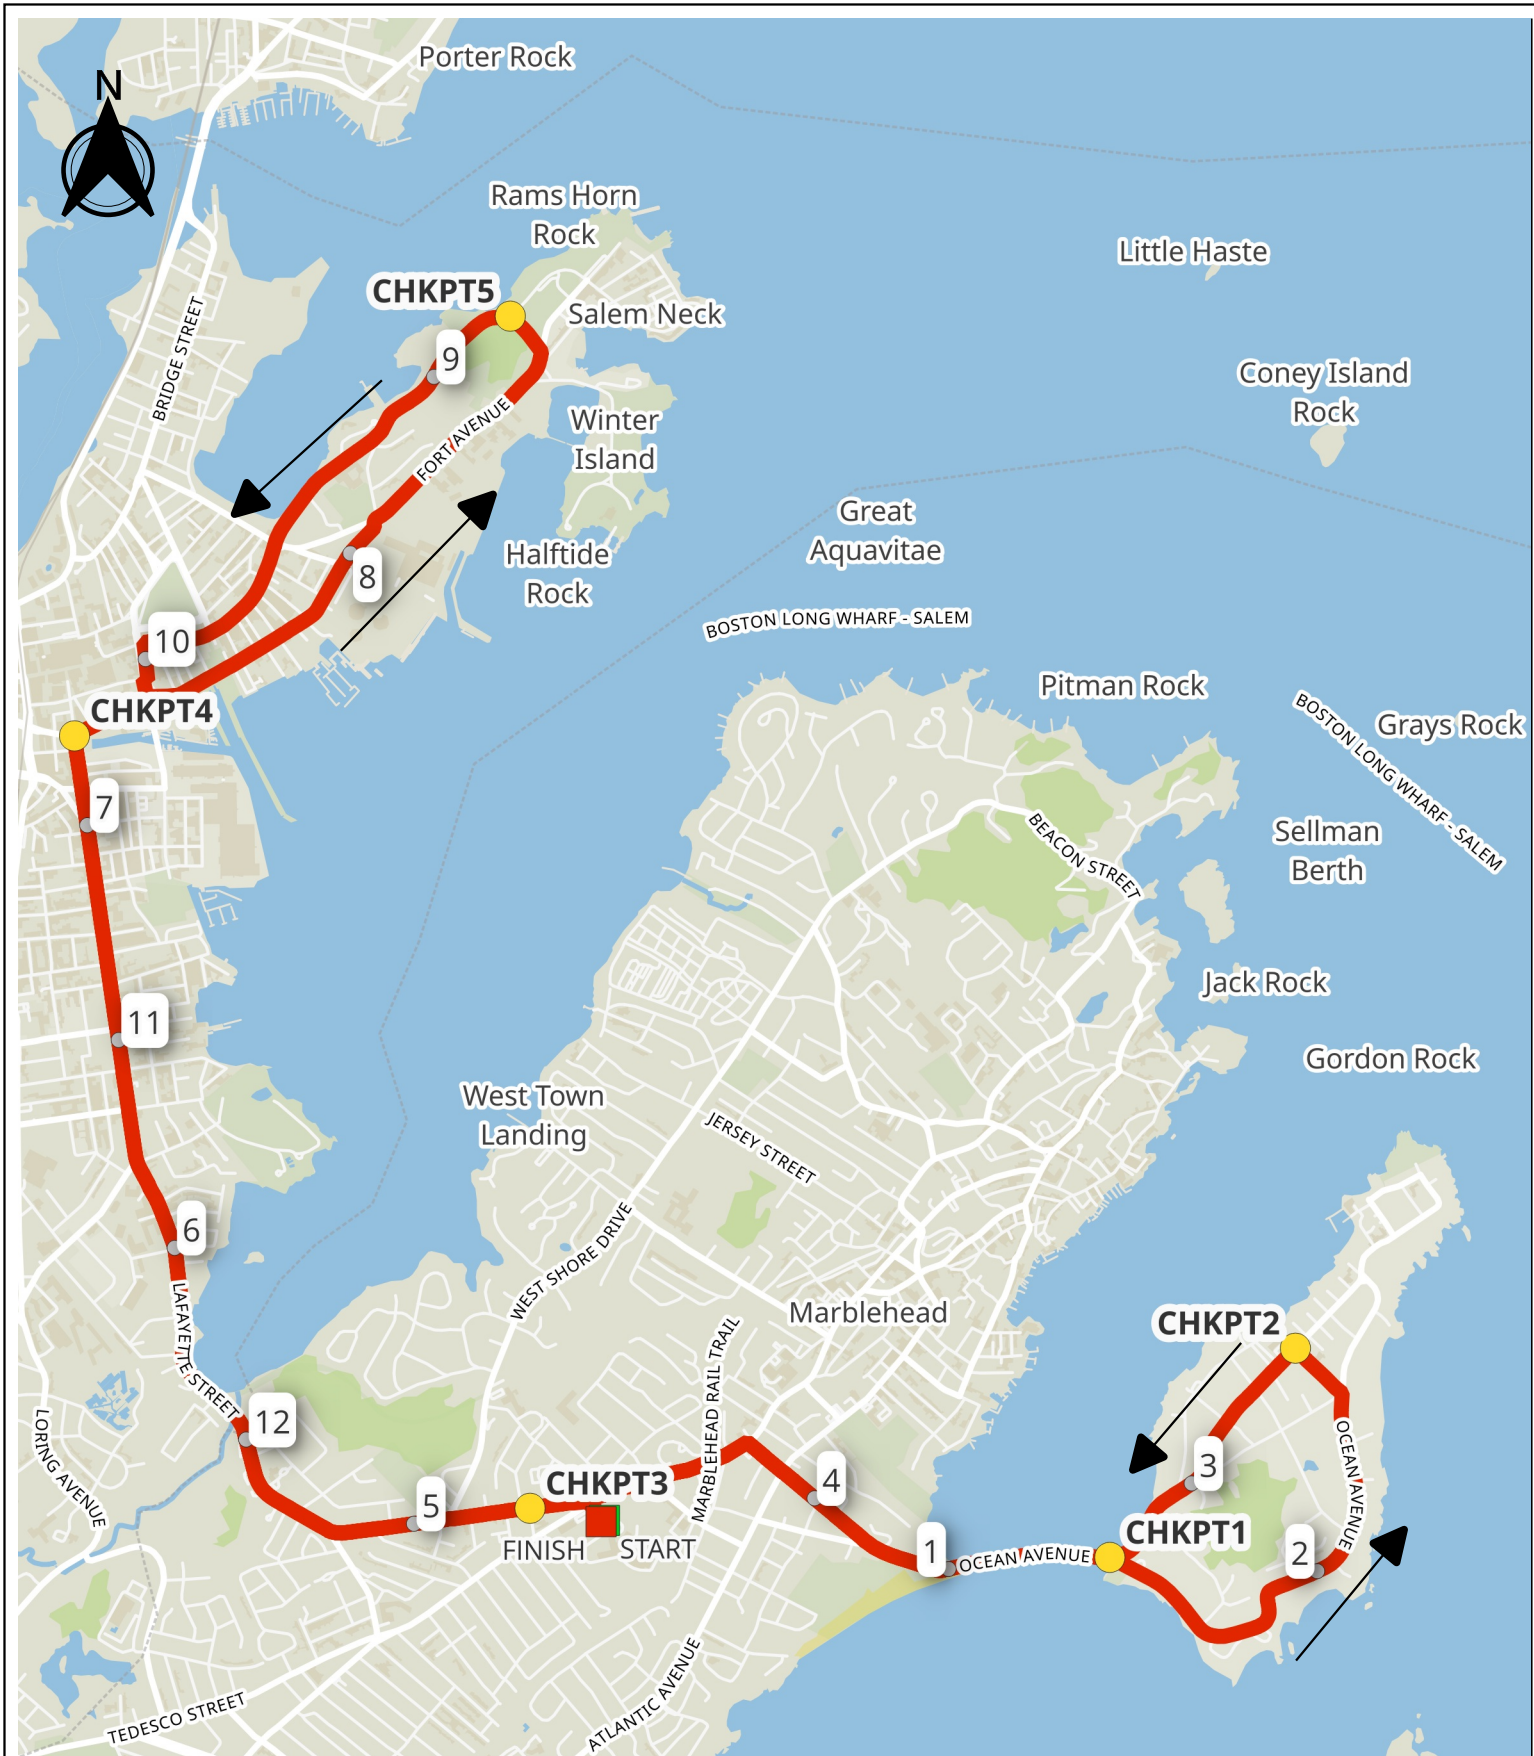 Porter Rock
N
Rams Horn
Rock
Little Haste
CHKPT5
Salem Neck
BRIDGE STREET
9
Coney Island
Rock
FORT AVENUE
Winter
Island
Great
Aquavitae
Halftide
Rock
8
BOSTON LONG WHARF - SALEM
10
Pitman Rock
CHKPT4
BOSTON LONG WHARF - SALEM
Grays Rock
7
BEACON STREET
Sellman
Berth
Jack Rock
11
Gordon Rock
West Town
Landing
JERSEY STREET
6
WEST SHORE DRIVE
LAFAYETTE STREET
Marblehead
CHKPT2
MARBLEHEAD RAIL TRAIL
12
LORING AVENUE
OCEAN AVENUE
3
CHKPT3
4
5
CHKPT1
FINISH
START
1
OCEAN AVENUE
2
TEDESCO STREET
ATLANTIC AVENUE